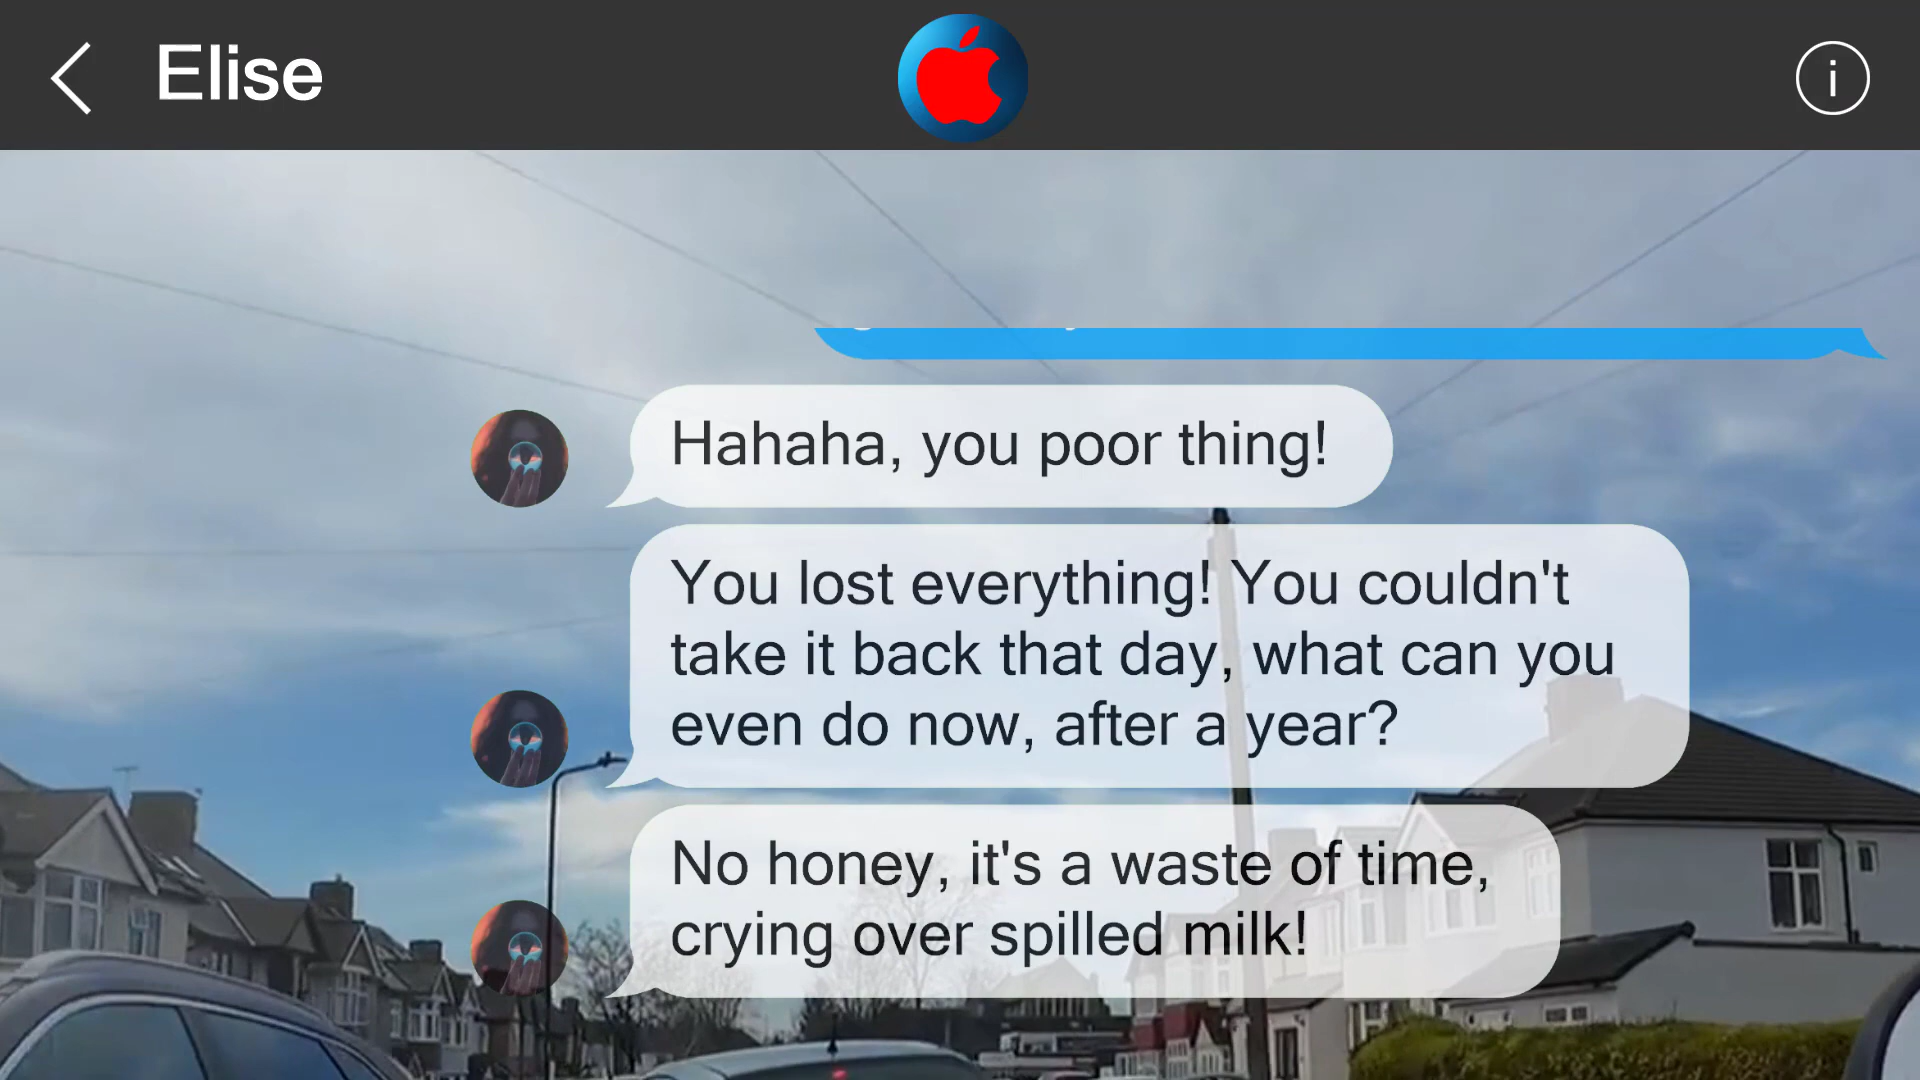 Elise
Hahaha, you poor thing!
You lost everything! You couldn't
take it back that day, what can you
even do now, after a year?
No honey, it's a waste of time,
crying over spilled milk!